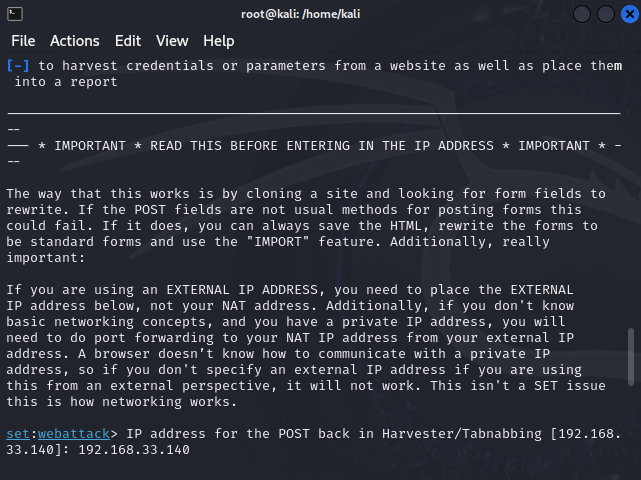 root@kali: /home/kali
File Actions Edit View Help
[-] to harvest credentials or parameters from a website as well as place them
into a report
--------------------------------------------------------------------------------
--
--- * IMPORTANT * READ THIS BEFORE ENTERING IN THE IP ADDRESS * IMPORTANT * -
--
The way that this works is by cloning a site and looking for form fields to
rewrite. If the POST fields are not usual methods for posting forms this
could fail. If it does, you can always save the HTML, rewrite the forms to
be standard forms and use the "IMPORT" feature. Additionally, really
important:
If you are using an EXTERNAL IP ADDRESS, you need to place the EXTERNAL
IP address below, not your NAT address. Additionally, if you don't know
basic networking concepts, and you have a private IP address, you will
need to do port forwarding to your NAT IP address from your external IP
address. A browser doesn’t know how to communicate with a private IP
address, so if you don't specify an external IP address if you are using
this from an external perspective, it will not work. This isn't a SET issue
this is how networking works.
set:webattack> IP address for the POST back in Harvester/Tabnabbing [192.168.
33.140]: 192.168.33.140